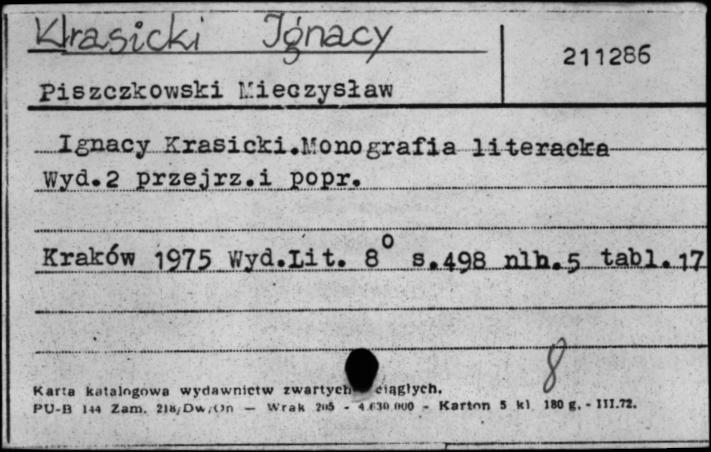 Krasicki Ignacy
211286
Piszczkowski Mieczysław
Ignacy Krasicki.Monografia literacka
Wyd.2 przejrz.i popr.
Kraków 1975 Wyd.Lit. 8° s.498 nlb.5 tabl.17
8
Karta katalogowa wydawnictw zwartych ciągłych.
PU-B 144 Zam. 218/Dw/On — Wrak 205 - 4.630.000 - Karton 5 kl 180 g. - III.72.